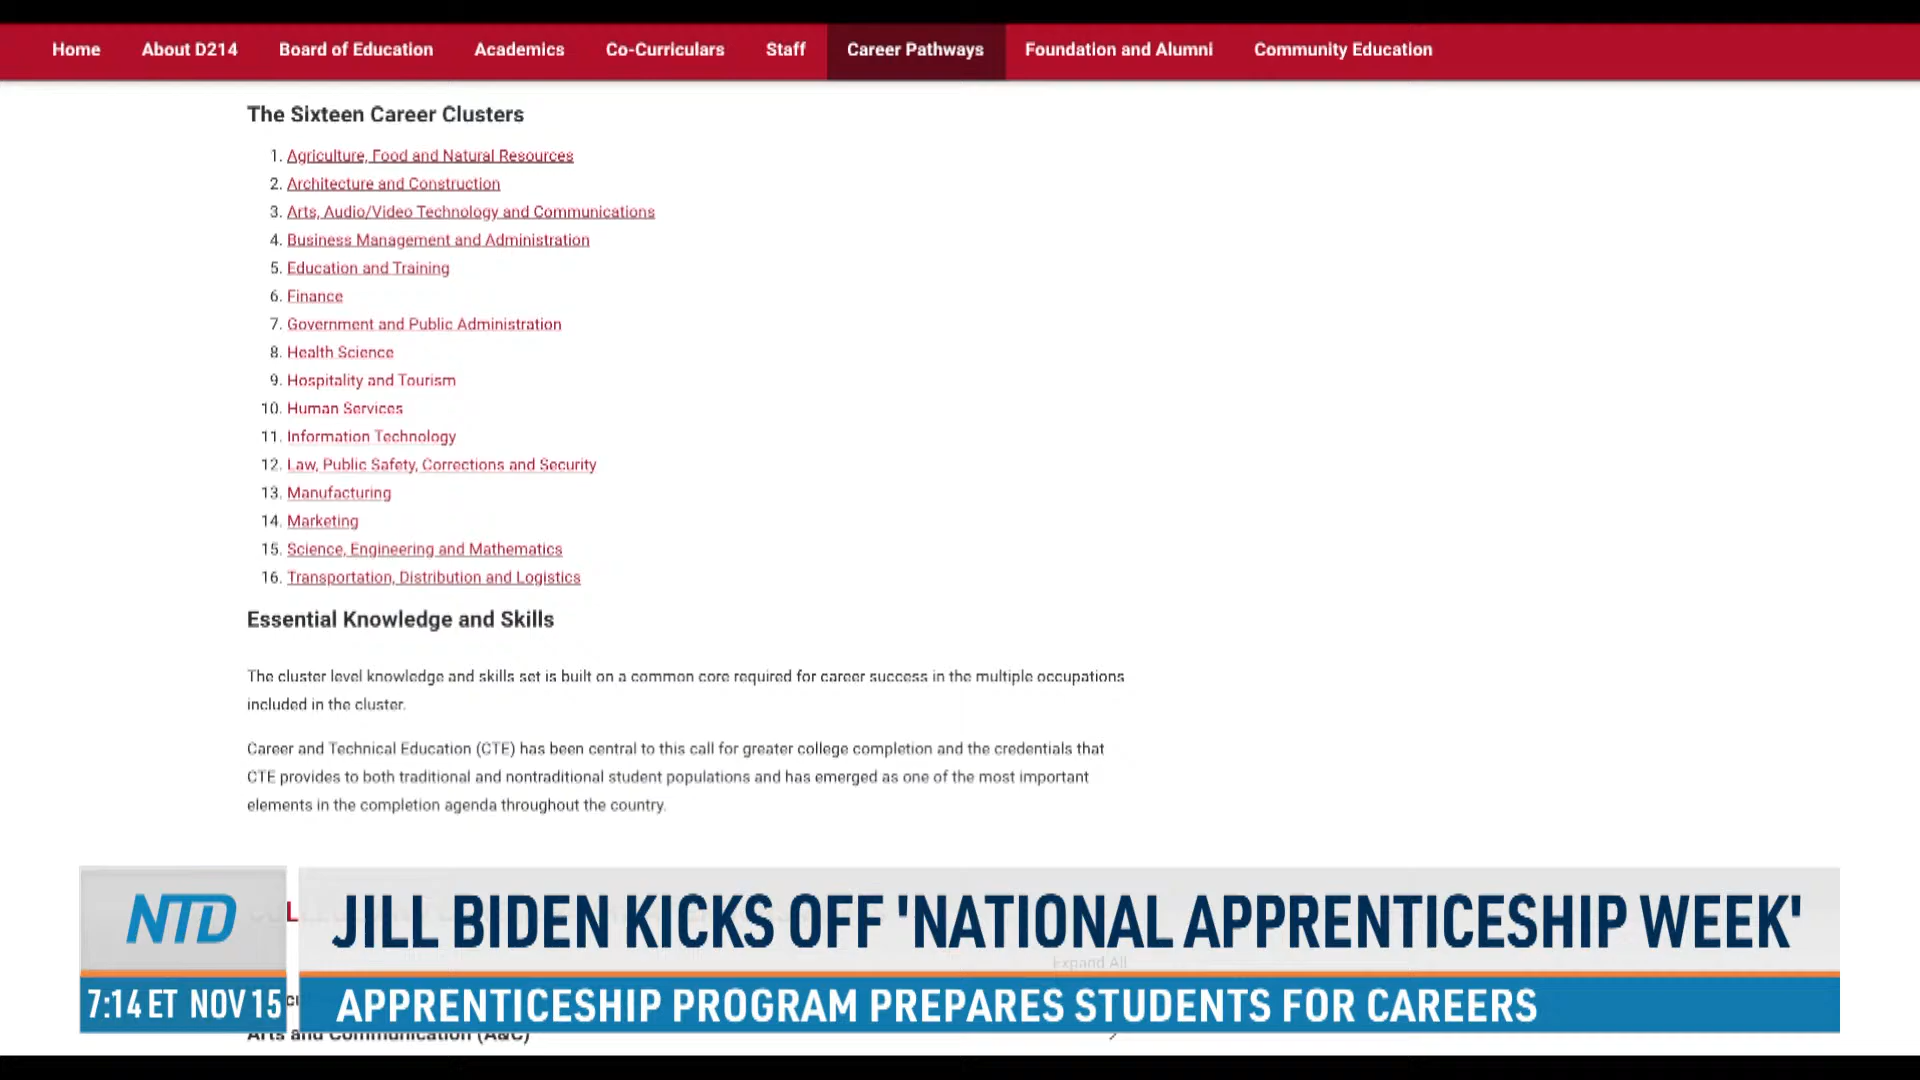 Home About D214 Board of Education Academics Co-Curriculars Staff Career Pathways Foundation and Alumni Community Education
The Sixteen Career Clusters
1. Agriculture, Food and Natural Resources
2. Architecture and Construction
3. Arts, Audio/Video Technology and Communications
4. Business Management and Administration
5. Education and Training
6. Finance
7. Government and Public Administration
8. Health Science
9. Hospitality and Tourism
10. Human Services
11. Information Technology
12. Law, Public Safety, Corrections and Security
13. Manufacturing
14. Marketing
15. Science, Engineering and Mathematics
16. Transportation, Distribution and Logistics
Essential Knowledge and Skills
The cluster level knowledge and skills set is built on a common core required for career success in the multiple occupations
included in the cluster.
Career and Technical Education (CTE) has been central to this call for greater college completion and the credentials that
CTE provides to both traditional and nontraditional student populations and has emerged as one of the most important
elements in the completion agenda throughout the country.
NTD JILL BIDEN KICKS OFF 'NATIONAL APPRENTICESHIP WEEK'
Expand All
7:14 ET NOV 15 APPRENTICESHIP PROGRAM PREPARES STUDENTS FOR CAREERS
Arts and Communication (A&C)